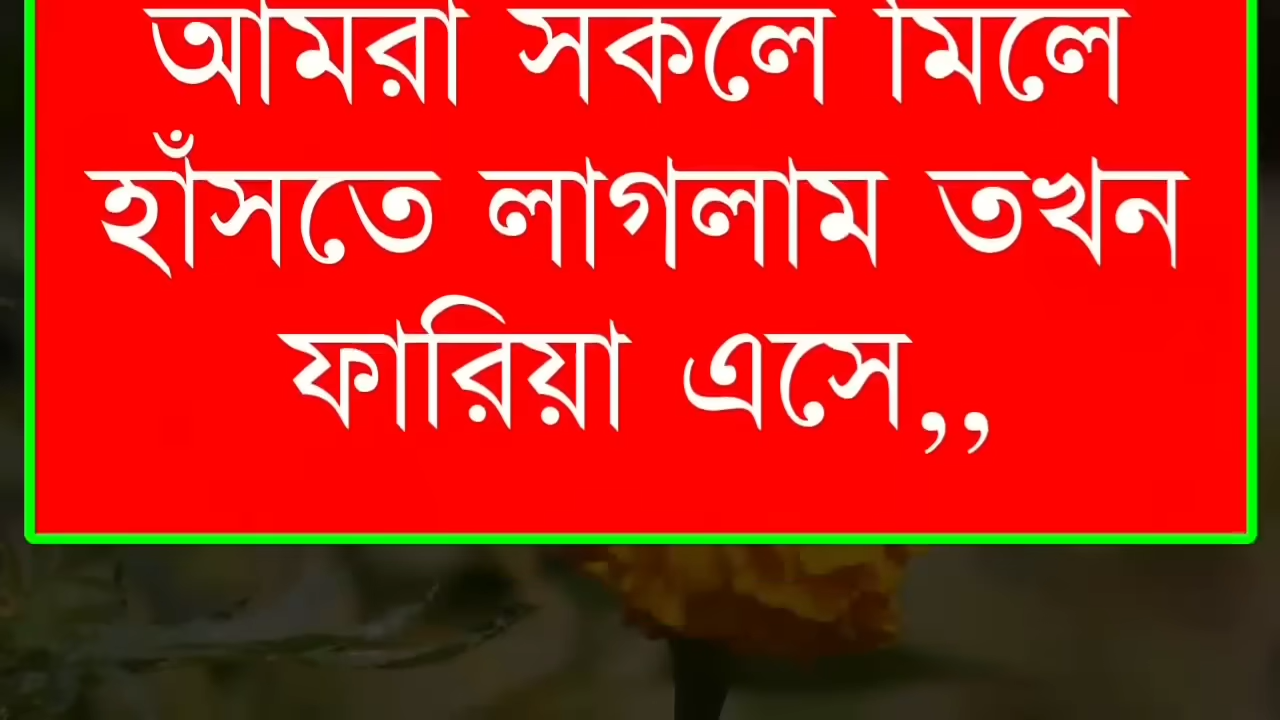 আমরা সকলে মিলে
হাঁসতে লাগলাম তখন
ফারিয়া এসে,,